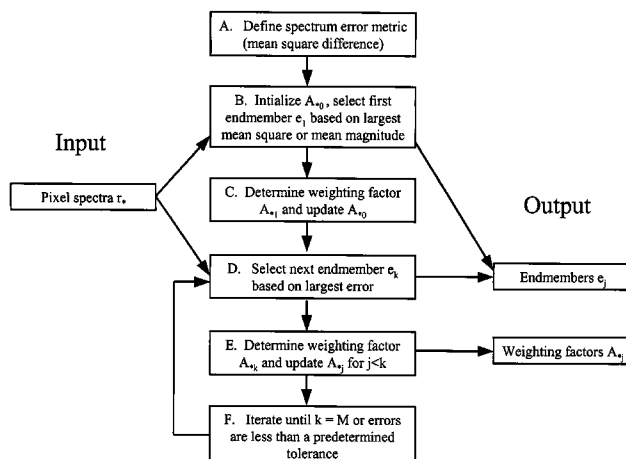 A. Define spectrum error metric
(mean square difference)
B. Intialize A*0, select first
endmember e1 based on largest
mean square or mean magnitude
Input
Pixel spectra r*
C. Determine weighting factor
A*1 and update A*0
Output
D. Select next endmember ek
based on largest error
Endmembers ej
E. Determine weighting factor
A*k and update A*j for j<k
Weighting factors A*j
F. Iterate until k = M or errors
are less than a predetermined
tolerance